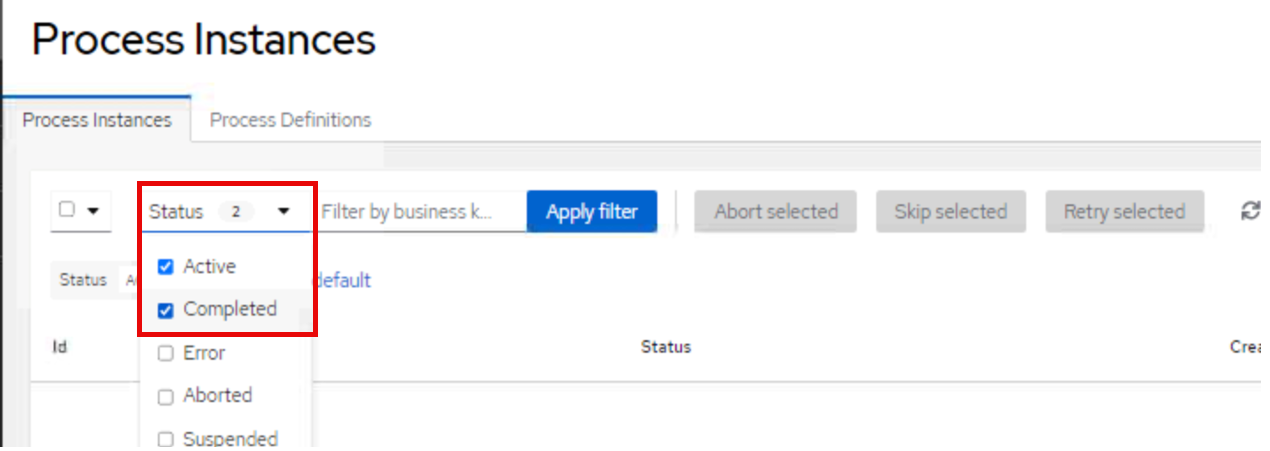 Process Instances
Process Instances Process Definitions
Status 2 Filter by business k... Apply filter Abort selected Skip selected Retry selected
Active
Status default
Completed
Id Status
Error
Aborted
Suspended